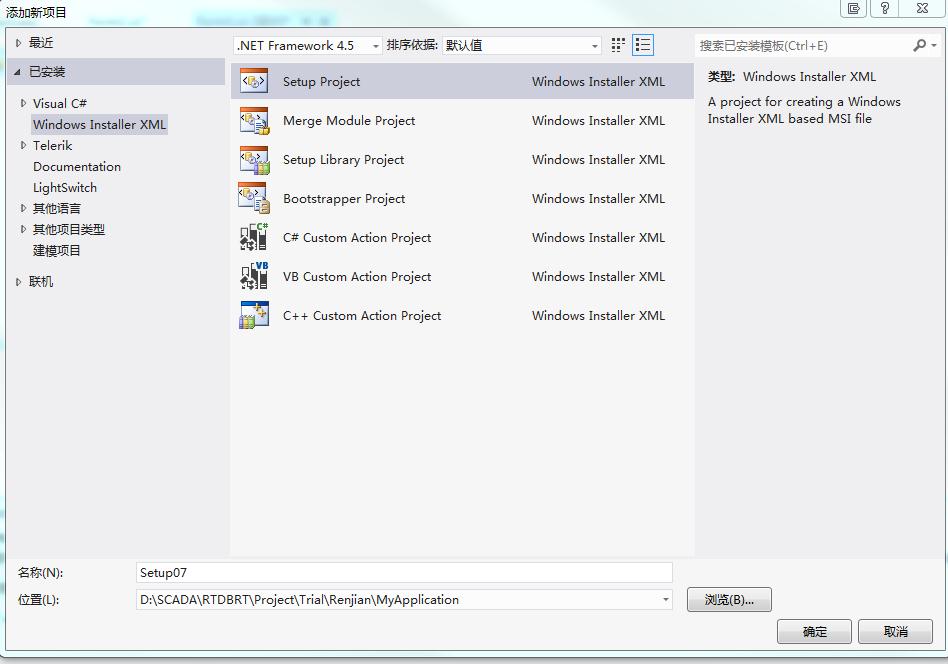 添加新项目
最近
.NET Framework 4.5
排序依据:
默认值
搜索已安装模板(Ctrl+E)
已安装
Visual C#
Windows Installer XML
Telerik
Documentation
LightSwitch
其他语言
其他项目类型
建模项目
联机
Setup Project Windows Installer XML
Merge Module Project Windows Installer XML
Setup Library Project Windows Installer XML
Bootstrapper Project Windows Installer XML
C# C# Custom Action Project Windows Installer XML
VB VB Custom Action Project Windows Installer XML
C++ Custom Action Project Windows Installer XML
类型: Windows Installer XML
A project for creating a Windows
Installer XML based MSI file
名称(N):
Setup07
位置(L):
D:\SCADA\RTDBRT\Project\Trial\Renjian\MyApplication
浏览(B)...
确定
取消